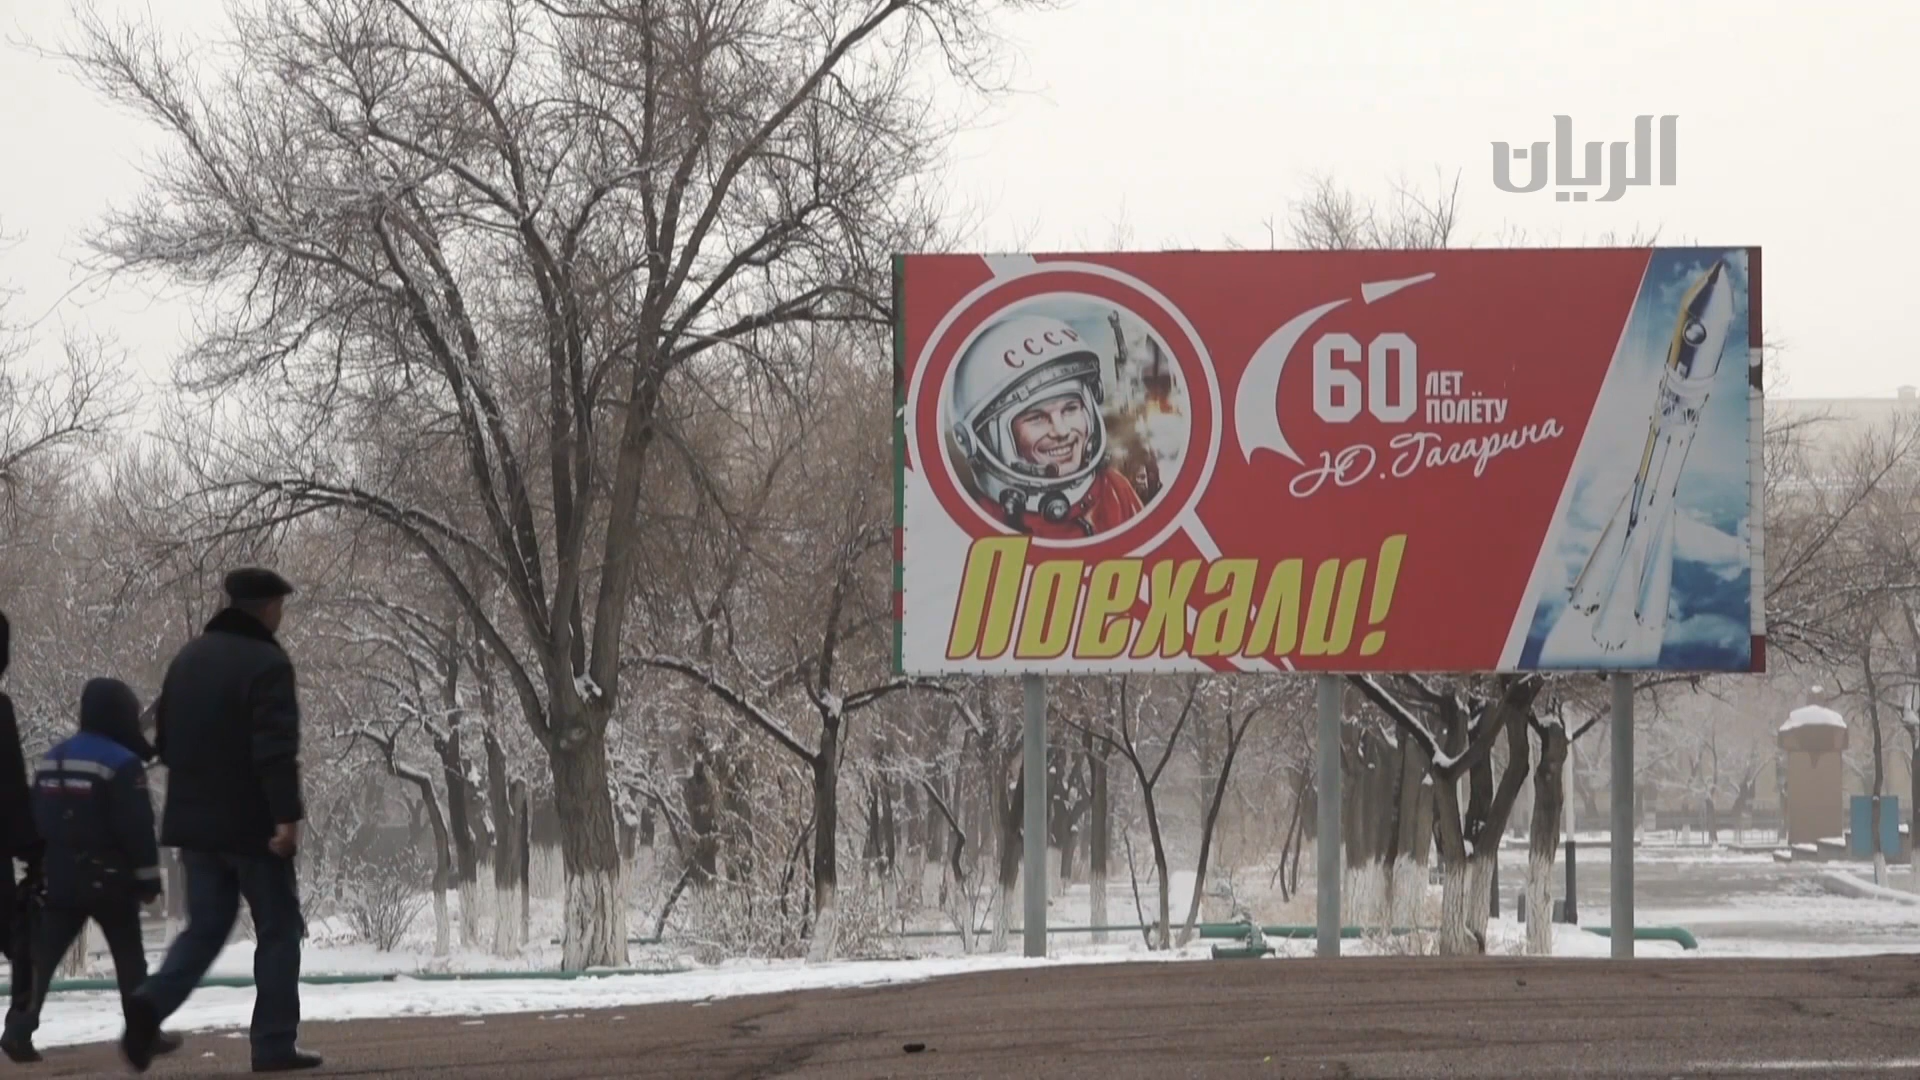 الريان
СССР
60 ЛЕТ
ПОЛЁТУ
Ю. Гагарина
Поехали!